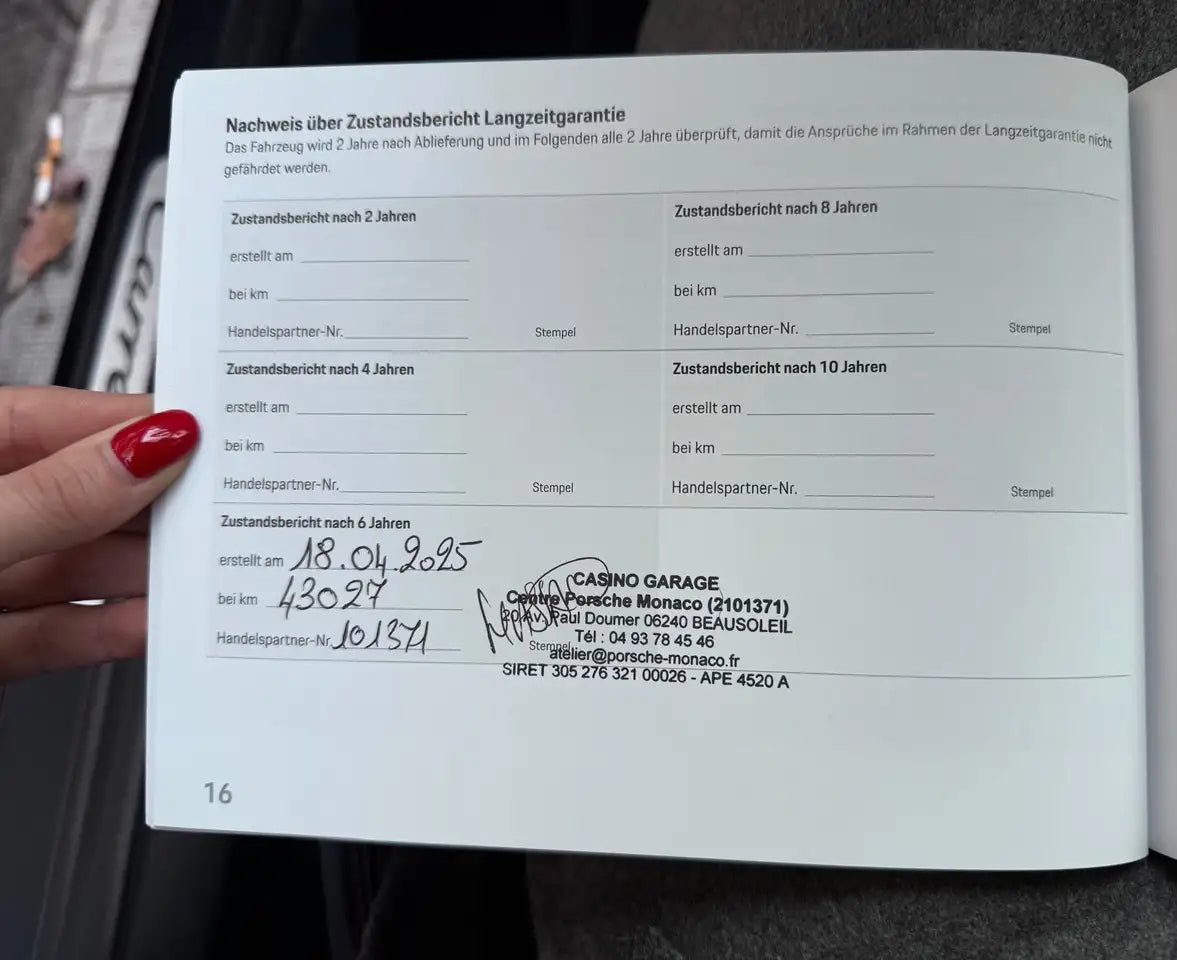 Nachweis über Zustandsbericht Langzeitgarantie
Das Fahrzeug wird 2 Jahre nach Ablieferung und im Folgenden alle 2 Jahre überprüft, damit die Ansprüche im Rahmen der Langzeitgarantie nicht
gefährdet werden.
Zustandsbericht nach 2 Jahren
erstellt am
bei km
Handelspartner-Nr.
Stempel
Zustandsbericht nach 4 Jahren
erstellt am
bei km
Handelspartner-Nr.
Stempel
Zustandsbericht nach 6 Jahren
erstellt am 18.04.2025
bei km 43027
Handelspartner-Nr. 101371
Stempel
CASINO GARAGE
Centre Porsche Monaco (2101371)
20 Av. Paul Doumer 06240 BEAUSOLEIL
Tél : 04 93 78 45 46
atelier@porsche-monaco.fr
SIRET 305 276 321 00026 - APE 4520 A
Zustandsbericht nach 8 Jahren
erstellt am
bei km
Handelspartner-Nr.
Stempel
Zustandsbericht nach 10 Jahren
erstellt am
bei km
Handelspartner-Nr.
Stempel
16